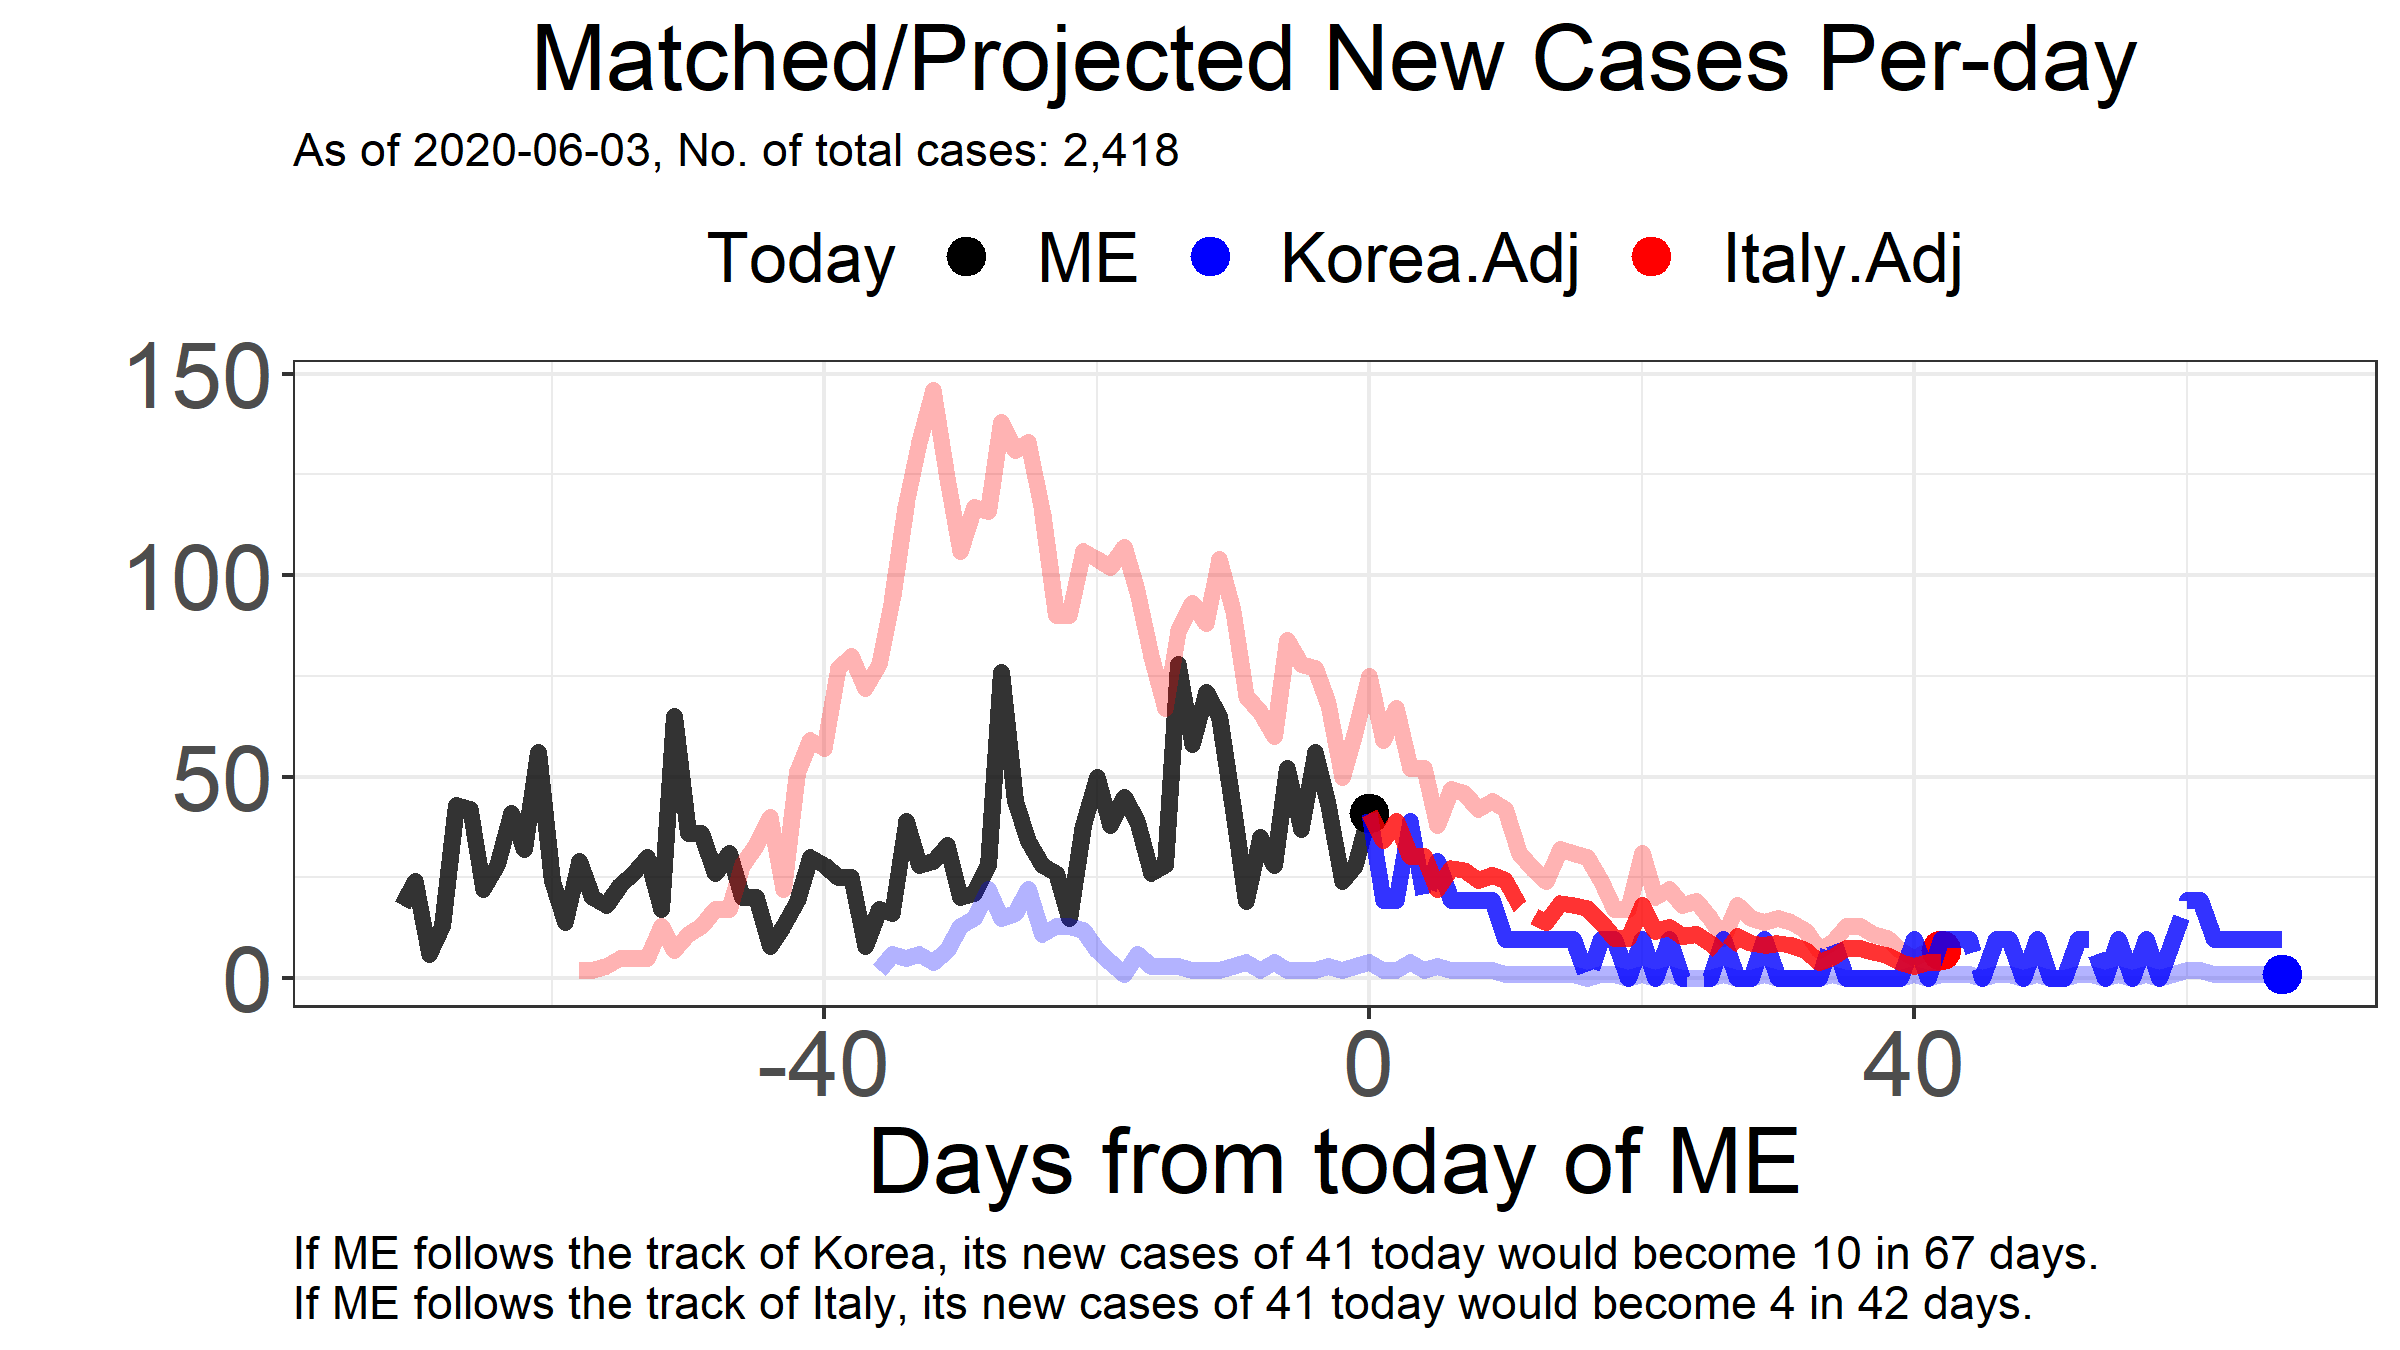 Matched/Projected New Cases Per-day
As of 2020-06-03, No. of total cases: 2,418
Today ME Korea.Adj Italy.Adj
150
100
50
0
-40 0 40
Days from today of ME
If ME follows the track of Korea, its new cases of 41 today would become 10 in 67 days.
If ME follows the track of Italy, its new cases of 41 today would become 4 in 42 days.